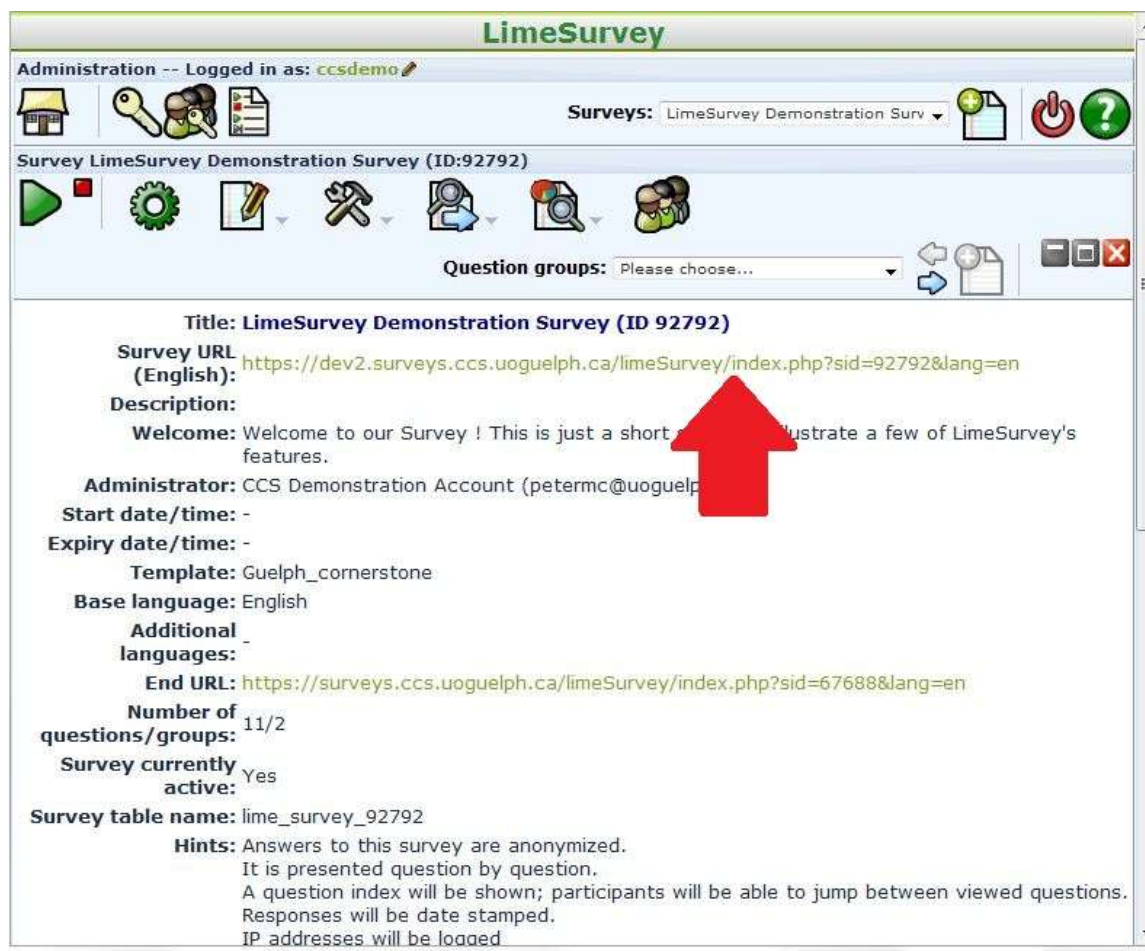 LimeSurvey
Administration -- Logged in as: ccsdemo
Surveys: LimeSurvey Demonstration Surv
Survey LimeSurvey Demonstration Survey (ID:92792)
Question groups: Please choose...
Title: LimeSurvey Demonstration Survey (ID 92792)
Survey URL (English): https://dev2.surveys.ccs.uoguelph.ca/limeSurvey/index.php?sid=92792&lang=en
Description:
Welcome: Welcome to our Survey ! This is just a short lustrate a few of LimeSurvey's
features.
Administrator: CCS Demonstration Account (petermc@uoguelp
Start date/time: -
Expiry date/time: -
Template: Guelph_cornerstone
Base language: English
Additional languages: -
End URL: https://surveys.ccs.uoguelph.ca/limeSurvey/index.php?sid=67688&lang=en
Number of questions/groups: 11/2
Survey currently active: Yes
Survey table name: lime_survey_92792
Hints: Answers to this survey are anonymized.
It is presented question by question.
A question index will be shown; participants will be able to jump between viewed questions.
Responses will be date stamped.
IP addresses will be logged